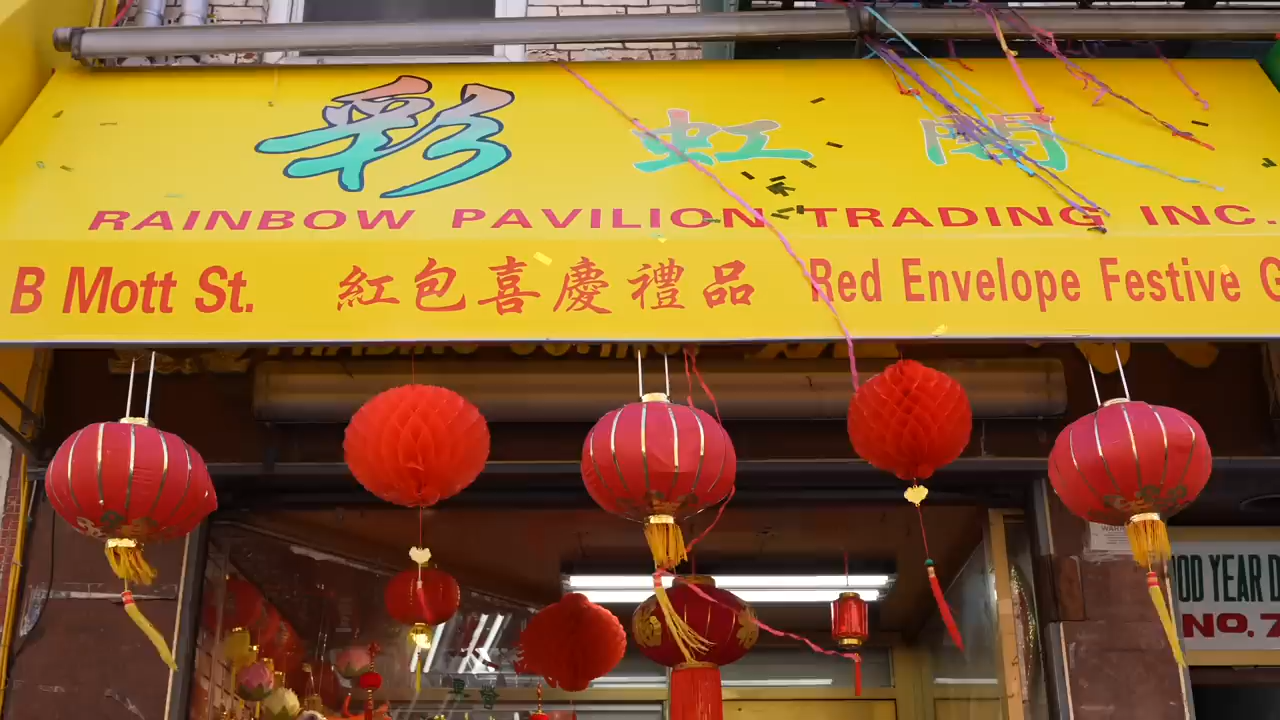 彩虹閣
RAINBOW PAVILION TRADING INC.
B Mott St. 紅包喜慶禮品 Red Envelope Festive G
OOD YEAR D
NO. 7